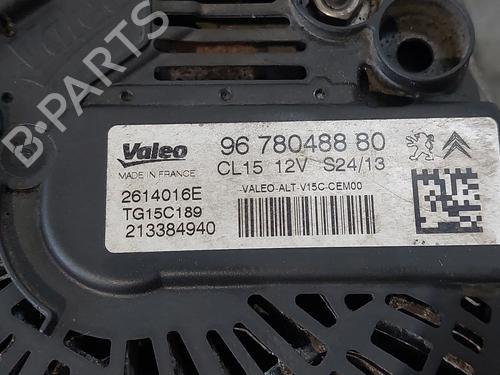 B-PARTS
Valeo
MADE IN FRANCE
2614016E
TG15C189
213384940
96 780488 80
CL15 12V S24/13
-VALEO-ALT-V15C-CEM00